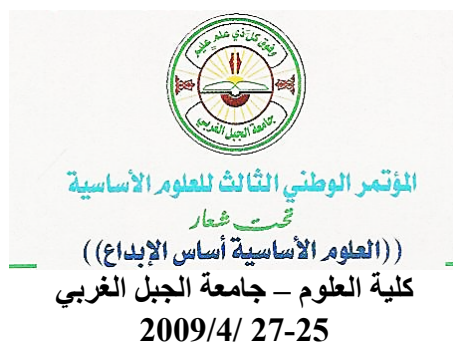 وفوق كل ذي علم عليم
جامعة الجبل الغربي
المؤتمر الوطني الثالث للعلوم الأساسية
تحت شعار
((العلوم الأساسية أساس الإبداع))
كلية العلوم – جامعة الجبل الغربي
2009/4/ 27-25